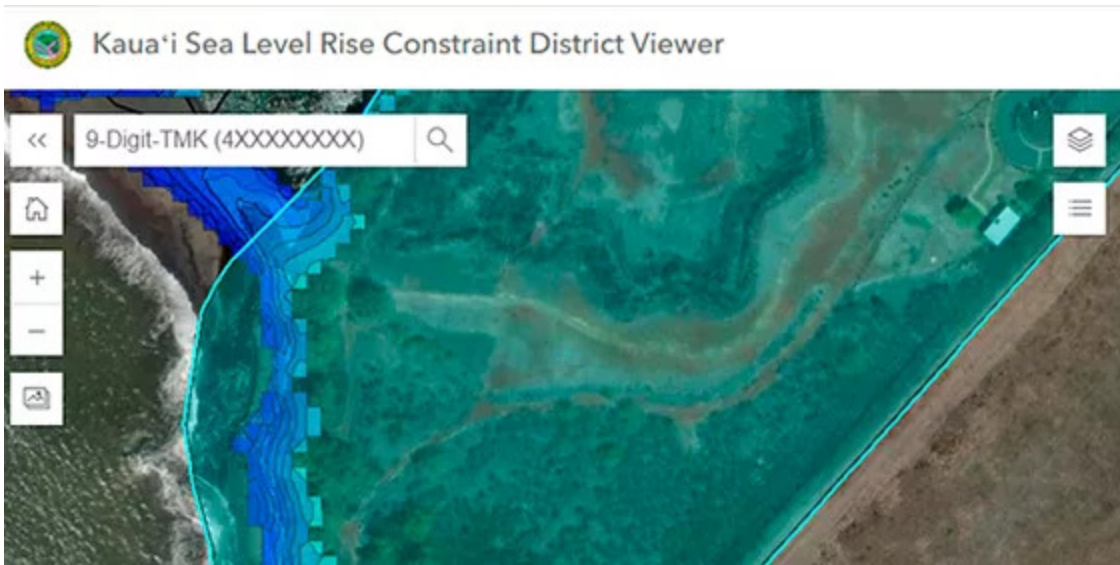 Kauaʻi Sea Level Rise Constraint District Viewer
9-Digit-TMK (4XXXXXXXX)